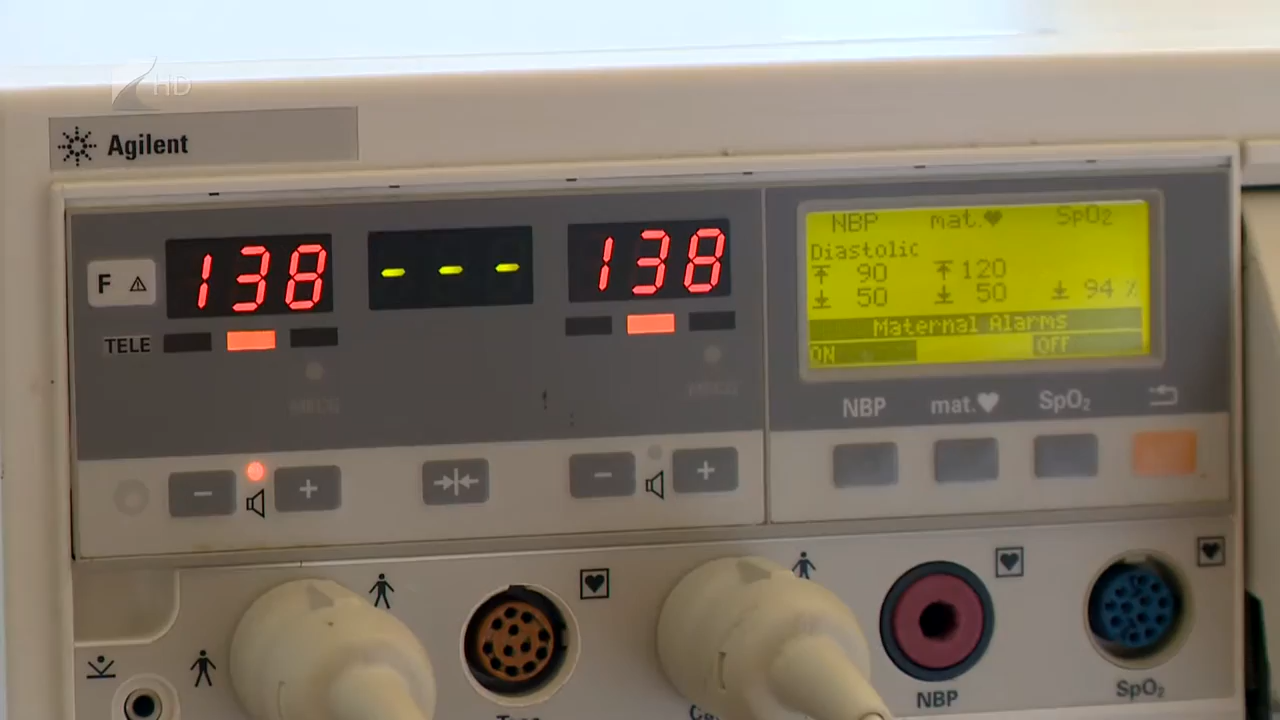 HD
Agilent
138
---
138
F
TELE
NBP mat. SpO2
Diastolic
90 120
50 50 94 %
Maternal Alarms
ON OFF
NBP mat. SpO₂
- +
- +
NBP
SpO₂